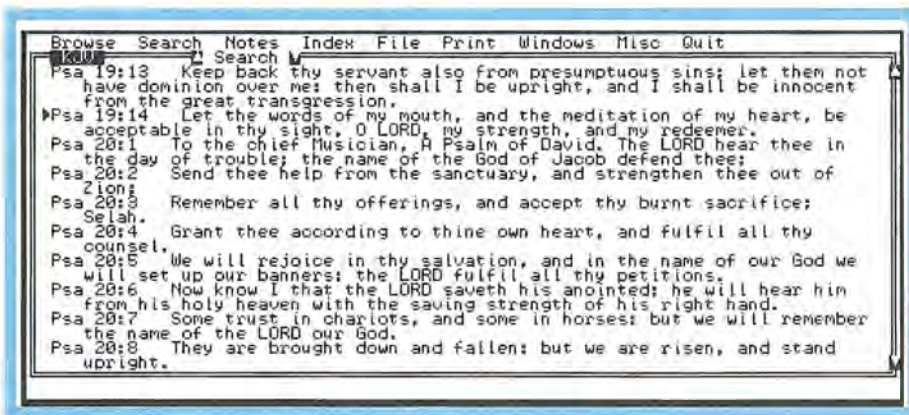 Browse Search Notes Index File Print Windows Misc Quit
KJV Search
Psa 19:13 Keep back thy servant also from presumptuous sins; let them not
have dominion over me: then shall I be upright, and I shall be innocent
from the great transgression.
Psa 19:14 Let the words of my mouth, and the meditation of my heart, be
acceptable in thy sight, O LORD, my strength, and my redeemer.
Psa 20:1 To the chief Musician, A Psalm of David. The LORD hear thee in
the day of trouble; the name of the God of Jacob defend thee;
Psa 20:2 Send thee help from the sanctuary, and strengthen thee out of
Zion;
Psa 20:3 Remember all thy offerings, and accept thy burnt sacrifice;
Selah.
Psa 20:4 Grant thee according to thine own heart, and fulfil all thy
counsel.
Psa 20:5 We will rejoice in thy salvation, and in the name of our God we
will set up our banners: the LORD fulfil all thy petitions.
Psa 20:6 Now know I that the LORD saveth his anointed; he will hear him
from his holy heaven with the saving strength of his right hand.
Psa 20:7 Some trust in chariots, and some in horses: but we will remember
the name of the LORD our God.
Psa 20:8 They are brought down and fallen: but we are risen, and stand
upright.